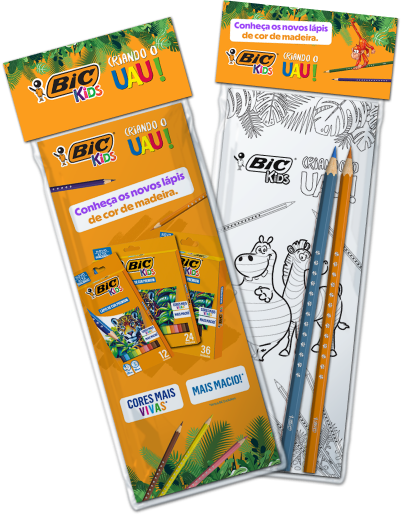 BIC
KIDS
CRIANDO O
UAU!
BIC
KIDS
CRIANDO O
UAU!
Conheça os novos lápis
de cor de madeira.
BIC
KIDS
BIC
KIDS
12
24
36
CORES MAIS
VIVAS*
MAIS MACIO!*
Conheça os novos lápis
de cor de madeira.
BIC
KIDS
CRIANDO O
UAU!
BIC
KIDS
CRIANDO O
UAU!